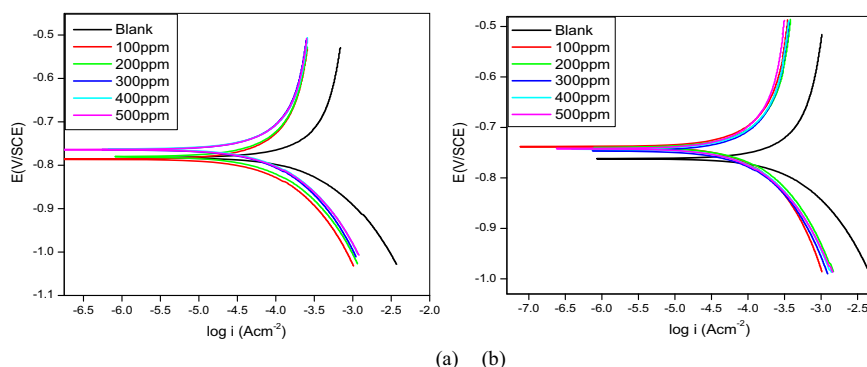 Blank
100ppm
200ppm
300ppm
400ppm
500ppm
E(V/SCE)
-0.5
-0.6
-0.7
-0.8
-0.9
-1.0
-1.1
-6.5 -6.0 -5.5 -5.0 -4.5 -4.0 -3.5 -3.0 -2.5 -2.0
log i (Acm-2)
Blank
100ppm
200ppm
300ppm
400ppm
500ppm
E(V/SCE)
-0.5
-0.6
-0.7
-0.8
-0.9
-1.0
-7.0 -6.5 -6.0 -5.5 -5.0 -4.5 -4.0 -3.5 -3.0 -2.5
log i (Acm-2)
(a) (b)